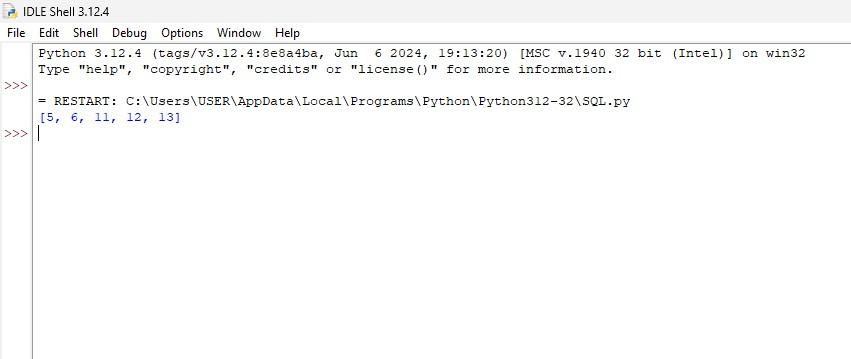 IDLE Shell 3.12.4
File Edit Shell Debug Options Window Help
Python 3.12.4 (tags/v3.12.4:8e8a4ba, Jun  6 2024, 19:13:20) [MSC v.1940 32 bit (Intel)] on win32
Type "help", "copyright", "credits" or "license()" for more information.
>>>
= RESTART: C:\Users\USER\AppData\Local\Programs\Python\Python312-32\SQL.py
[5, 6, 11, 12, 13]
>>>